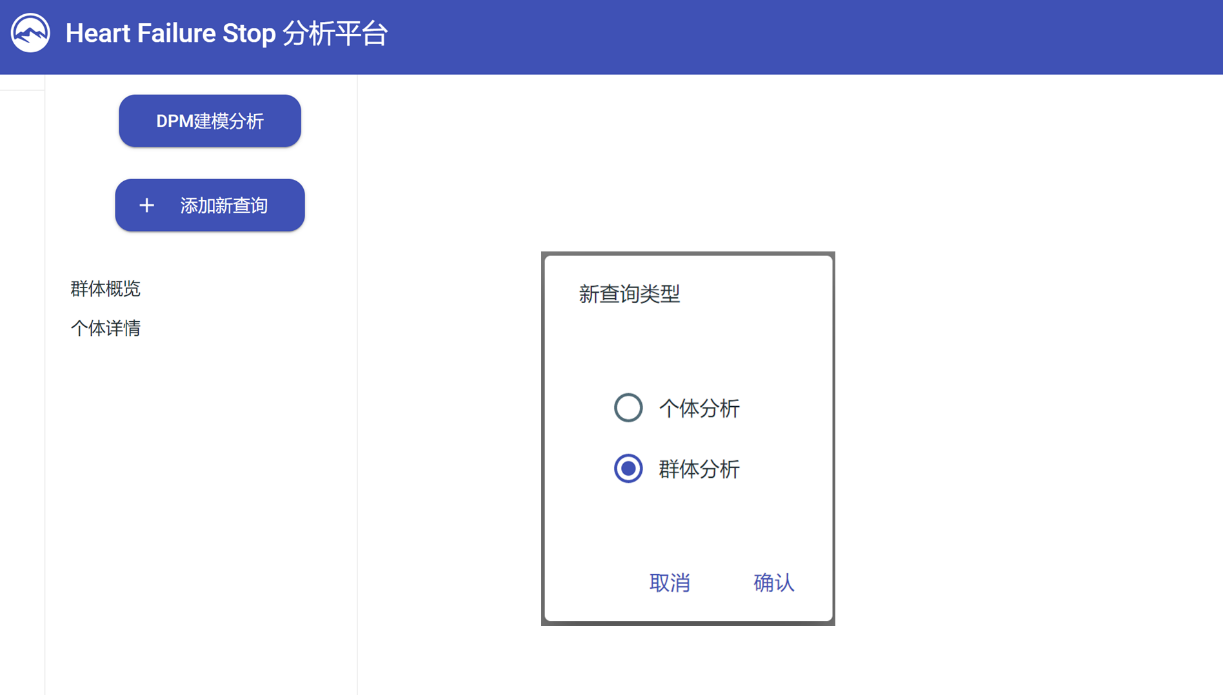 Heart Failure Stop 分析平台
DPM建模分析
+ 添加新查询
群体概览
个体详情
新查询类型
个体分析
群体分析
取消 确认